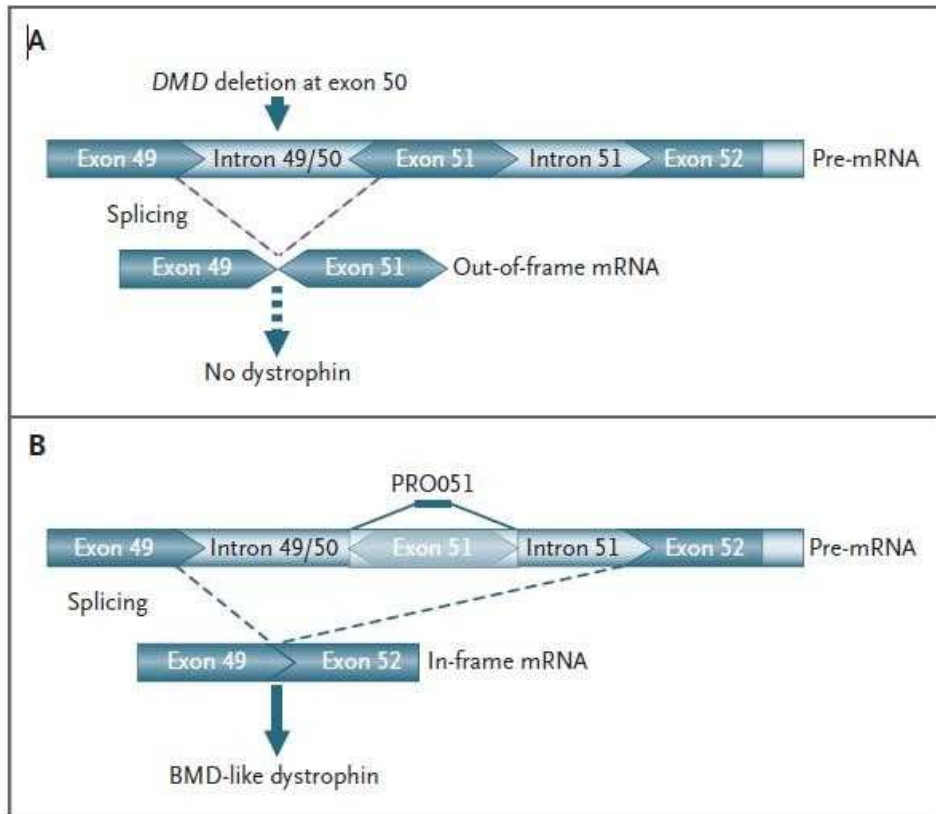 A
DMD deletion at exon 50
Exon 49 Intron 49/50 Exon 51 Intron 51 Exon 52 Pre-mRNA
Splicing
Exon 49 Exon 51 Out-of-frame mRNA
No dystrophin
B
PRO051
Exon 49 Intron 49/50 Exon 51 Intron 51 Exon 52 Pre-mRNA
Splicing
Exon 49 Exon 52 In-frame mRNA
BMD-like dystrophin